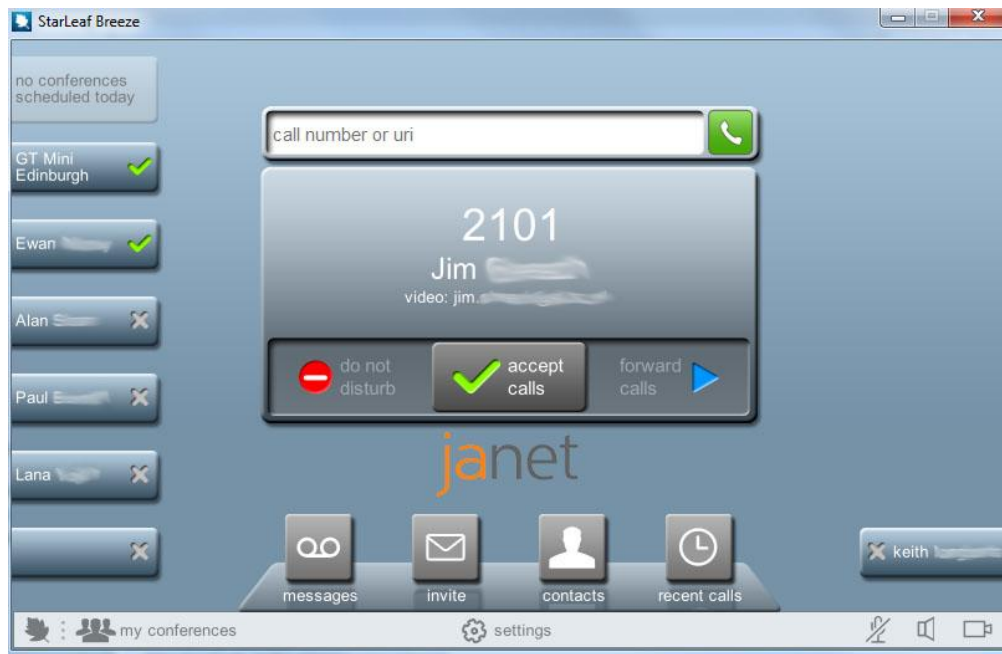 StarLeaf Breeze
no conferences
scheduled today
GT Mini
Edinburgh
Ewan
Alan
Paul
Lana
call number or uri
2101
Jim
video: jim.
do not
disturb
accept
calls
forward
calls
janet
messages
invite
contacts
recent calls
keith
my conferences
settings